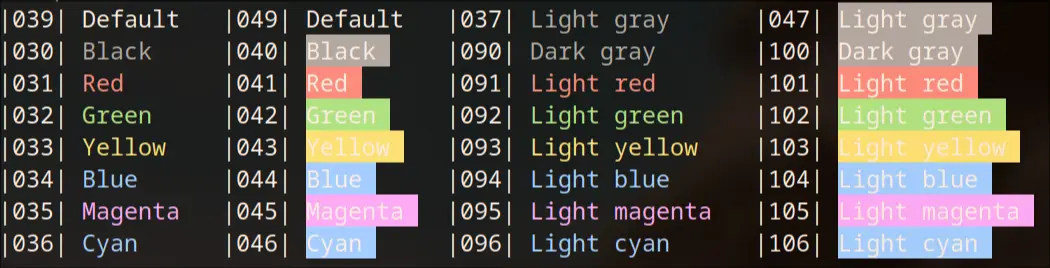 |039| Default |049| Default |037| Light gray |047| Light gray
|030| Black |040| Black |090| Dark gray |100| Dark gray
|031| Red |041| Red |091| Light red |101| Light red
|032| Green |042| Green |092| Light green |102| Light green
|033| Yellow |043| Yellow |093| Light yellow |103| Light yellow
|034| Blue |044| Blue |094| Light blue |104| Light blue
|035| Magenta |045| Magenta |095| Light magenta |105| Light magenta
|036| Cyan |046| Cyan |096| Light cyan |106| Light cyan